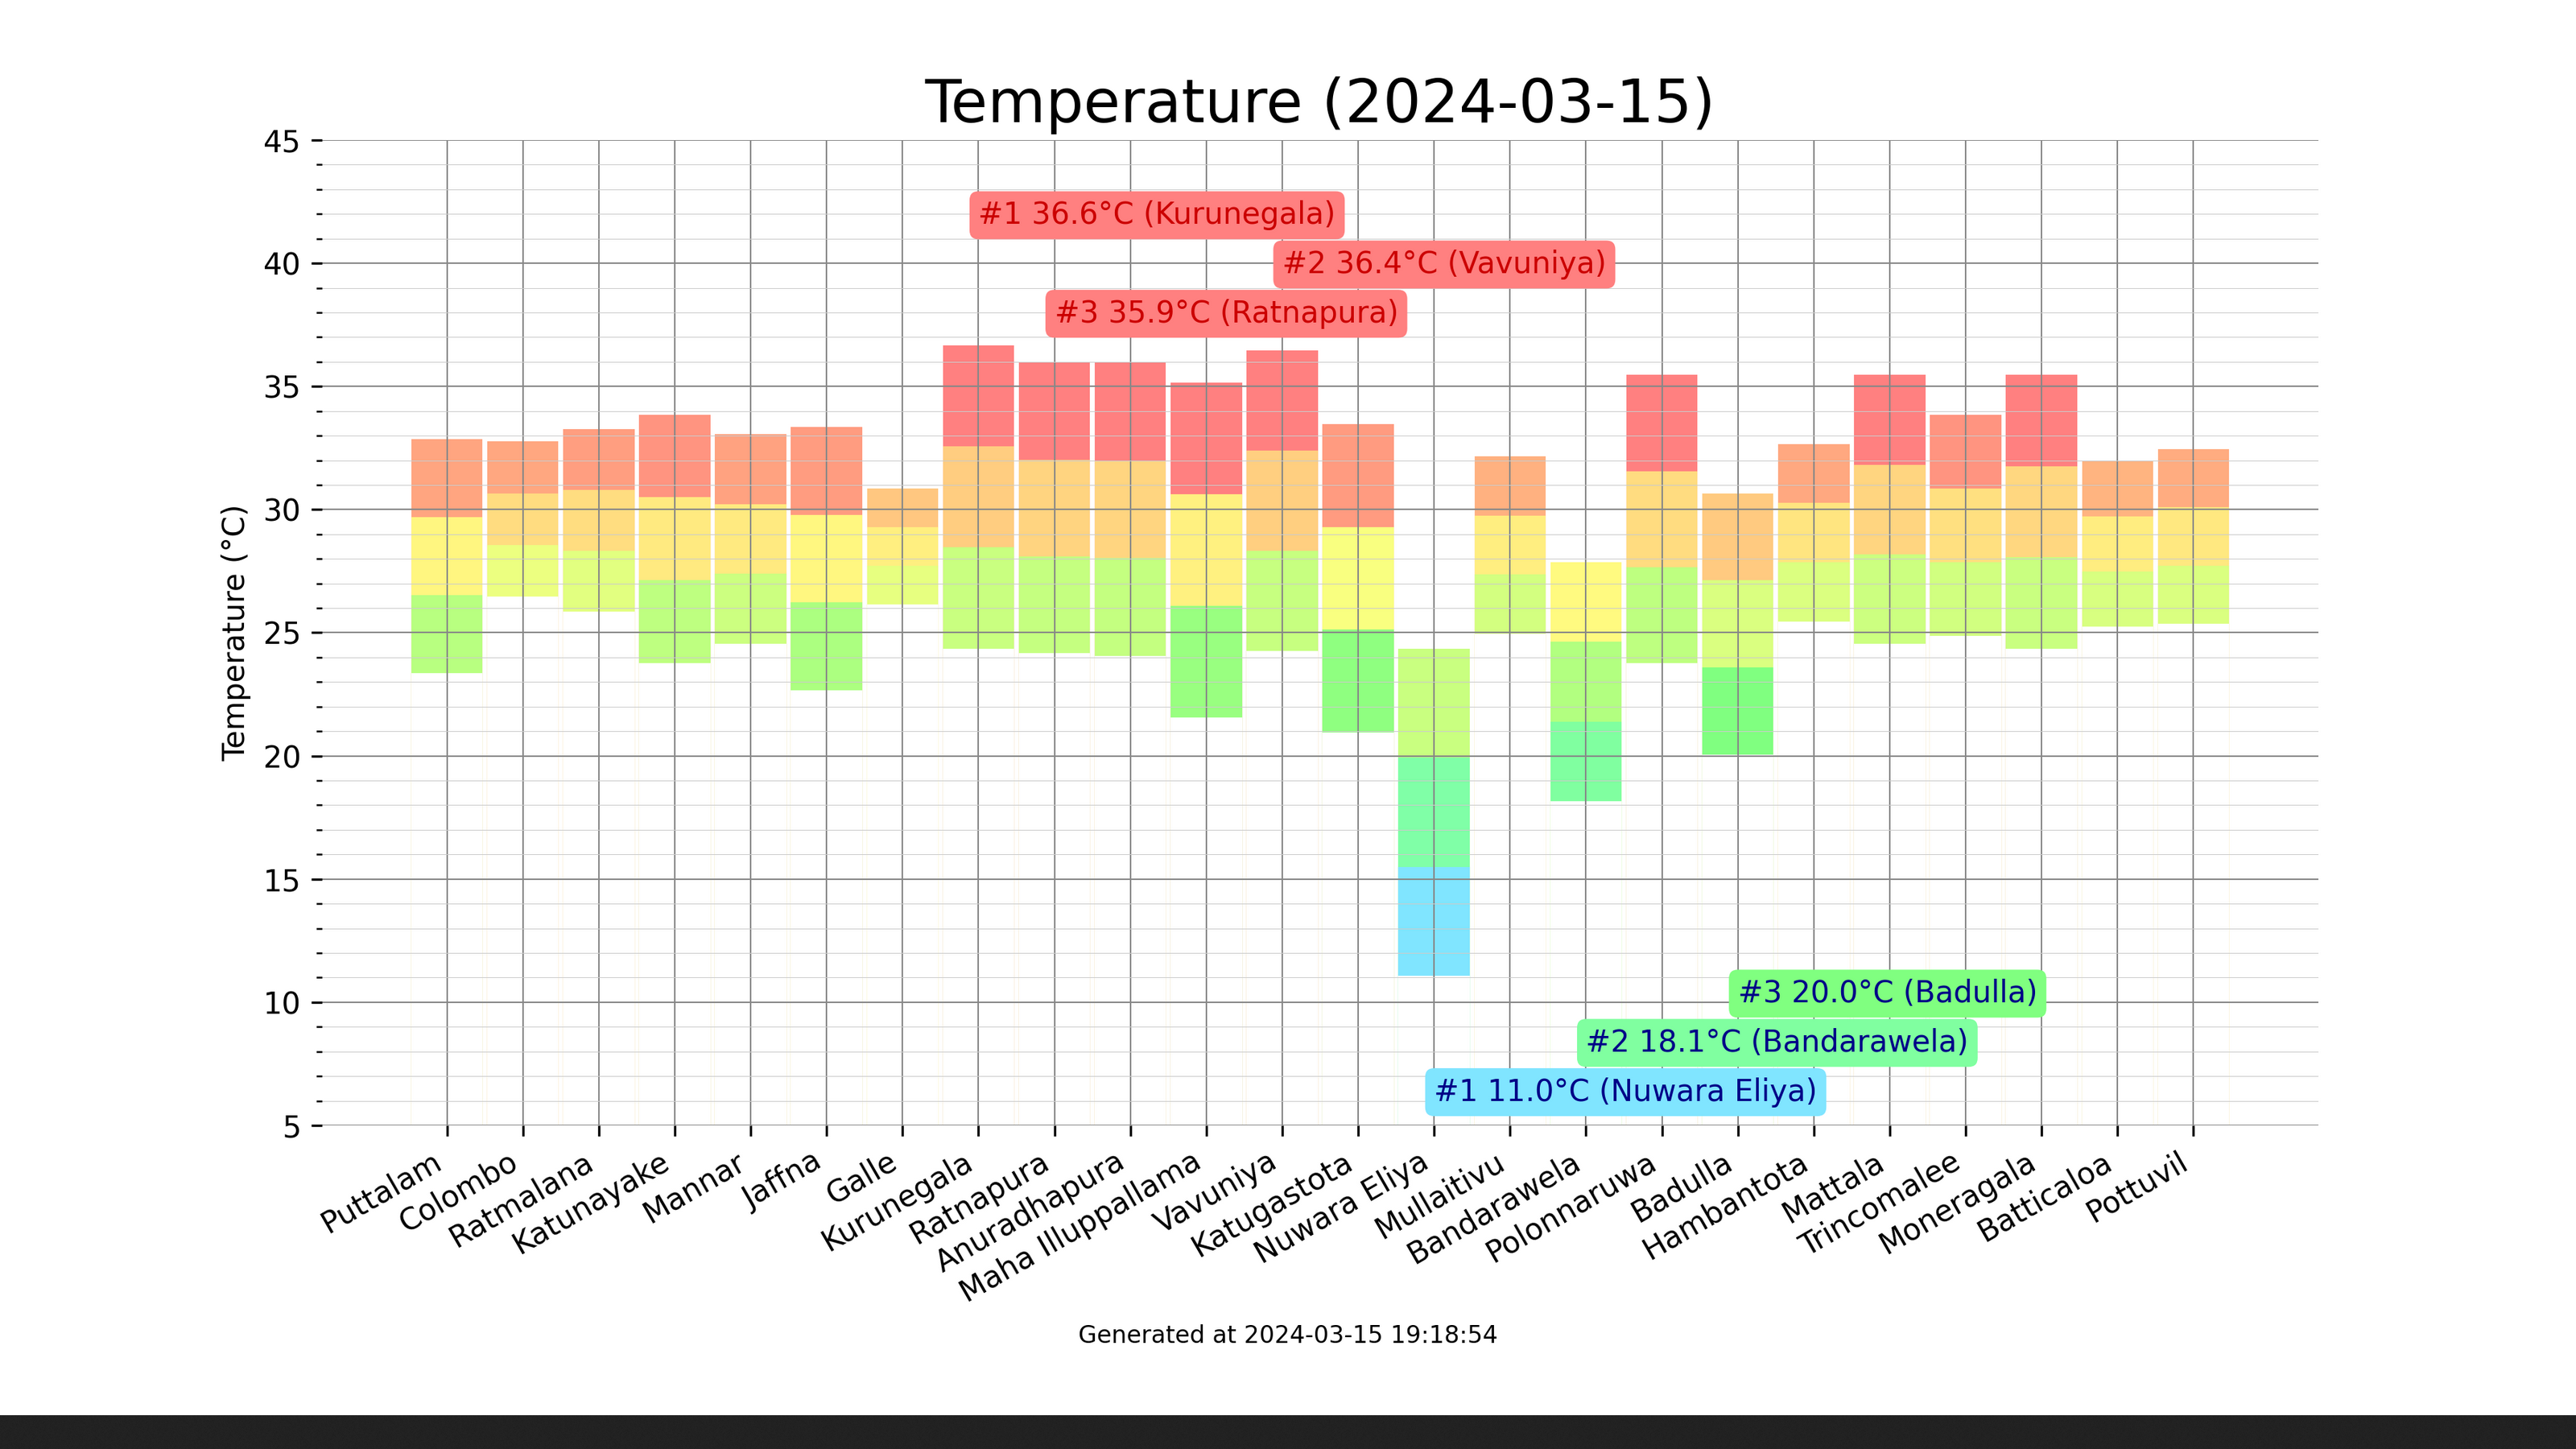 Temperature (2024-03-15)
45
40
35
30
25
20
15
10
5
Temperature (°C)
#1 36.6°C (Kurunegala)
#2 36.4°C (Vavuniya)
#3 35.9°C (Ratnapura)
#3 20.0°C (Badulla)
#2 18.1°C (Bandarawela)
#1 11.0°C (Nuwara Eliya)
Puttalam
Colombo
Ratmalana
Katunayake
Mannar
Jaffna
Galle
Kurunegala
Ratnapura
Anuradhapura
Maha Illuppallama
Vavuniya
Katugastota
Nuwara Eliya
Mullaitivu
Bandarawela
Polonnaruwa
Badulla
Hambantota
Mattala
Trincomalee
Moneragala
Batticaloa
Pottuvil
Generated at 2024-03-15 19:18:54